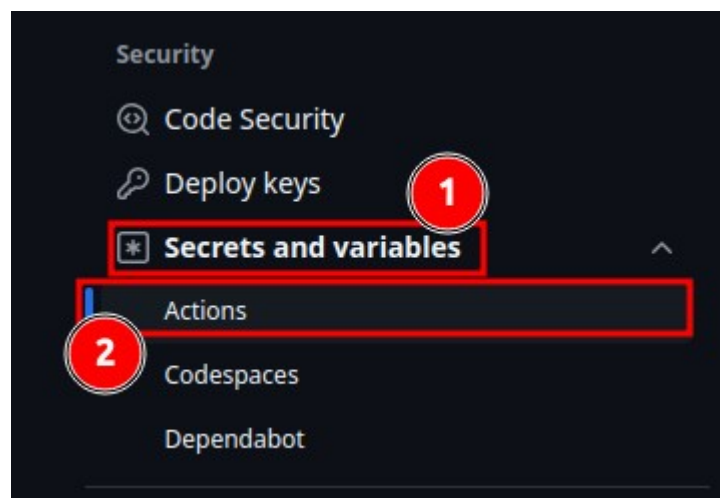 Security
Code Security
Deploy keys
1
Secrets and variables
Actions
2
Codespaces
Dependabot